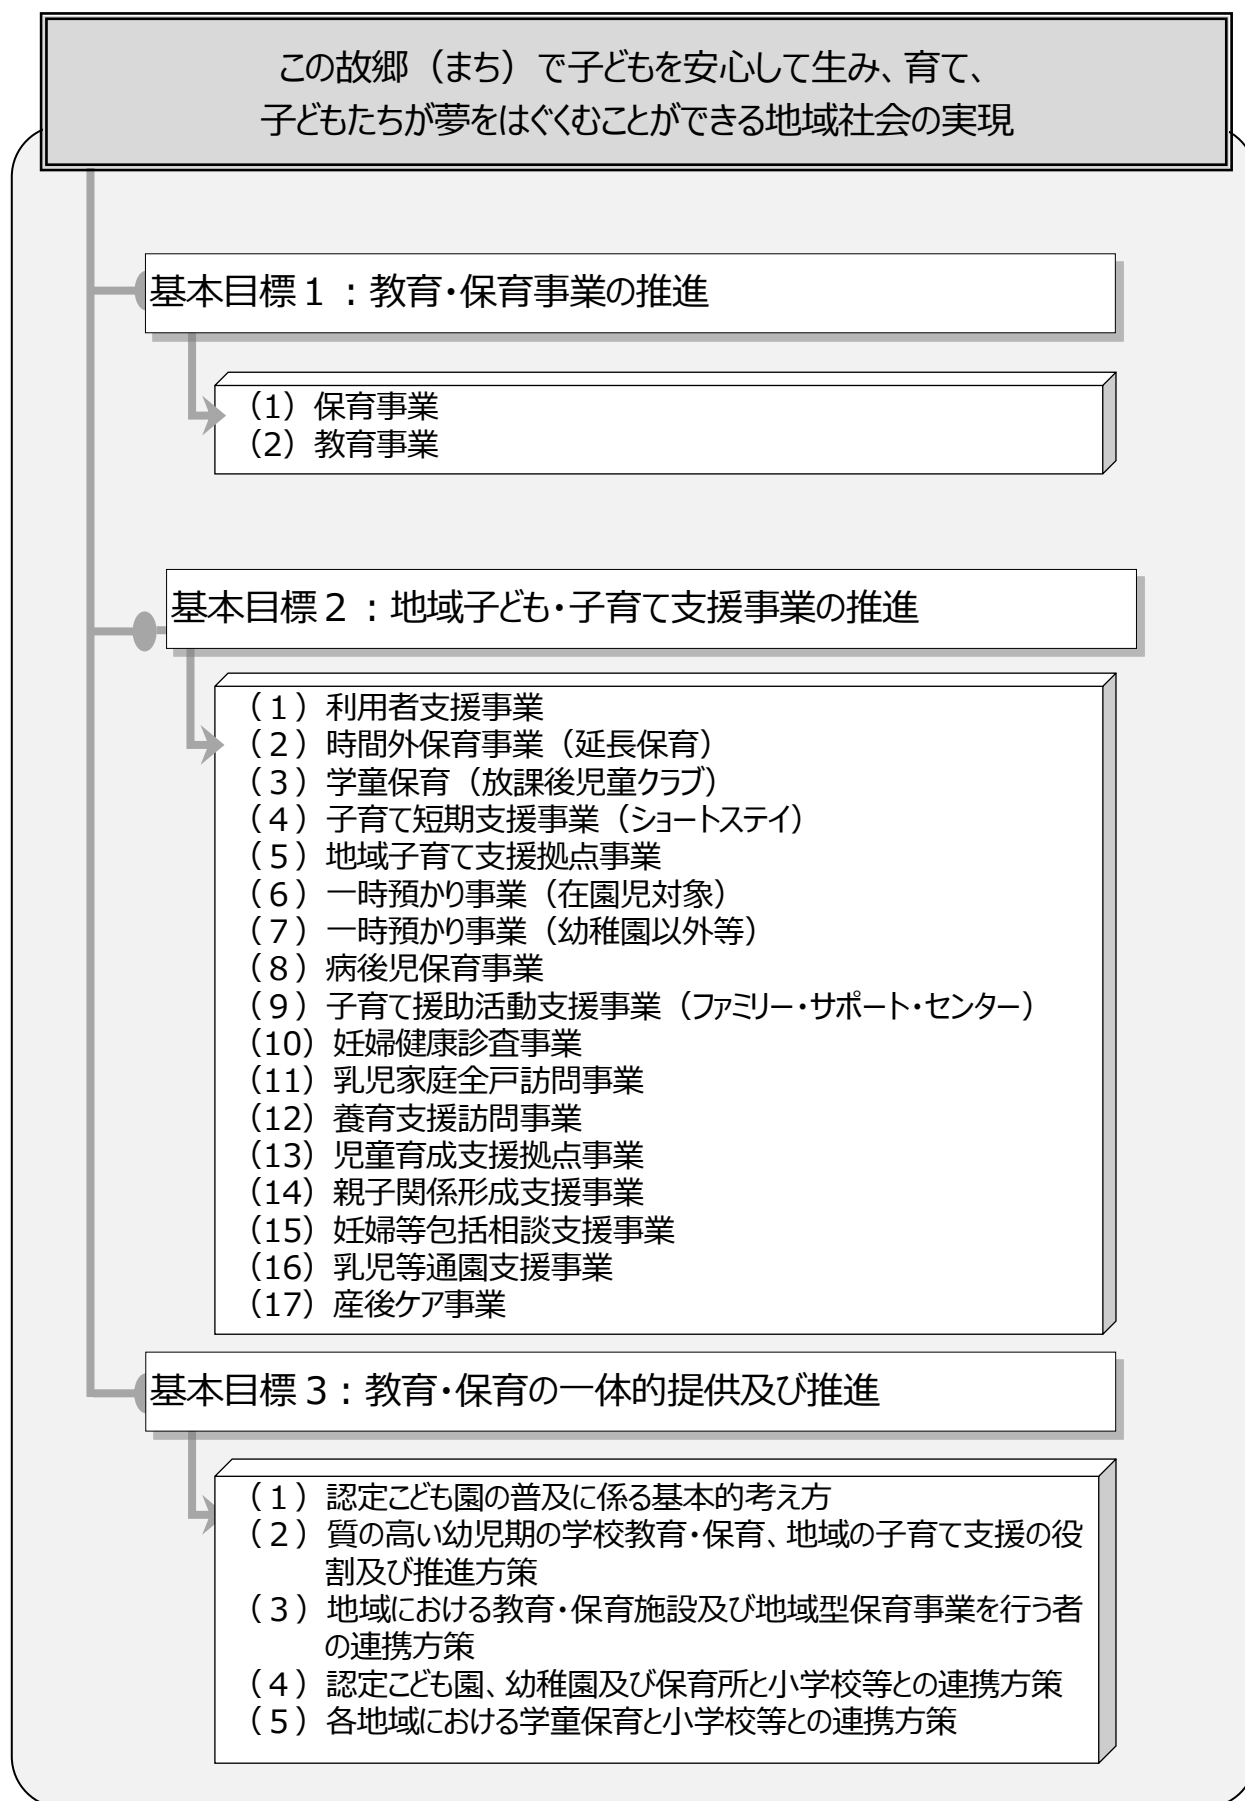 この故郷（まち）で子どもを安心して生み、育て、
子どもたちが夢をはぐくむことができる地域社会の実現
基本目標１：教育・保育事業の推進
（1）保育事業
（2）教育事業
基本目標２：地域子ども・子育て支援事業の推進
（１）利用者支援事業
（２）時間外保育事業（延長保育）
（３）学童保育（放課後児童クラブ）
（４）子育て短期支援事業（ショートステイ）
（５）地域子育て支援拠点事業
（６）一時預かり事業（在園児対象）
（７）一時預かり事業（幼稚園以外等）
（８）病後児保育事業
（９）子育て援助活動支援事業（ファミリー・サポート・センター）
（10）妊婦健康診査事業
（11）乳児家庭全戸訪問事業
（12）養育支援訪問事業
（13）児童育成支援拠点事業
（14）親子関係形成支援事業
（15）妊婦等包括相談支援事業
（16）乳児等通園支援事業
（17）産後ケア事業
基本目標３：教育・保育の一体的提供及び推進
（１）認定こども園の普及に係る基本的考え方
（２）質の高い幼児期の学校教育・保育、地域の子育て支援の役
割及び推進方策
（３）地域における教育・保育施設及び地域型保育事業を行う者
の連携方策
（４）認定こども園、幼稚園及び保育所と小学校等との連携方策
（５）各地域における学童保育と小学校等との連携方策